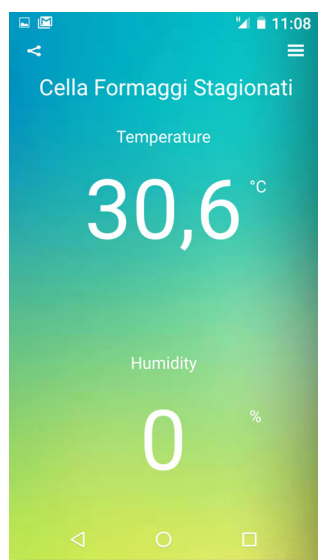 H 11:08
Cella Formaggi Stagionati
Temperature
30,6 °C
Humidity
0 %